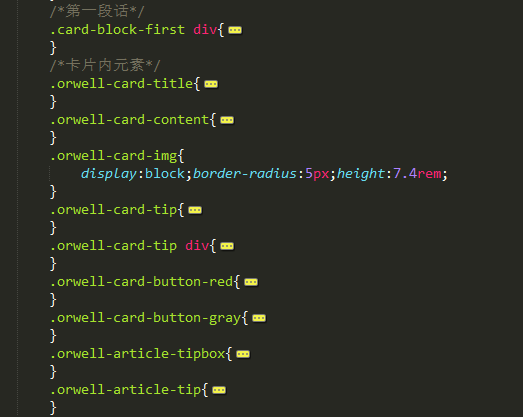 /*第一段话*/
.card-block-first div{
}
/*卡片内元素*/
.orwell-card-title{
}
.orwell-card-content{
}
.orwell-card-img{
display:block;border-radius:5px;height:7.4rem;
}
.orwell-card-tip{
}
.orwell-card-tip div{
}
.orwell-card-button-red{
}
.orwell-card-button-gray{
}
.orwell-article-tipbox{
}
.orwell-article-tip{
}